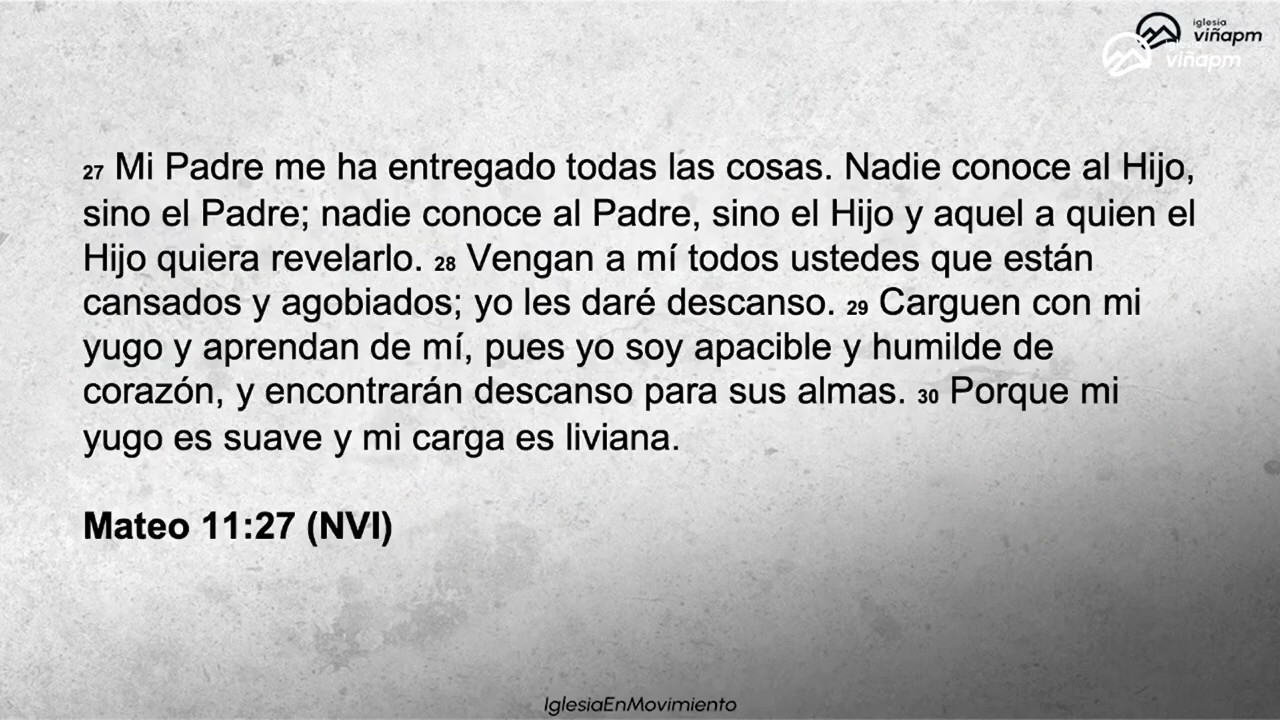 iglesia
viñapm
iglesia
viñapm
27 Mi Padre me ha entregado todas las cosas. Nadie conoce al Hijo,
sino el Padre; nadie conoce al Padre, sino el Hijo y aquel a quien el
Hijo quiera revelarlo. 28 Vengan a mí todos ustedes que están
cansados y agobiados; yo les daré descanso. 29 Carguen con mi
yugo y aprendan de mí, pues yo soy apacible y humilde de
corazón, y encontrarán descanso para sus almas. 30 Porque mi
yugo es suave y mi carga es liviana.
Mateo 11:27 (NVI)
IglesiaEnMovimiento